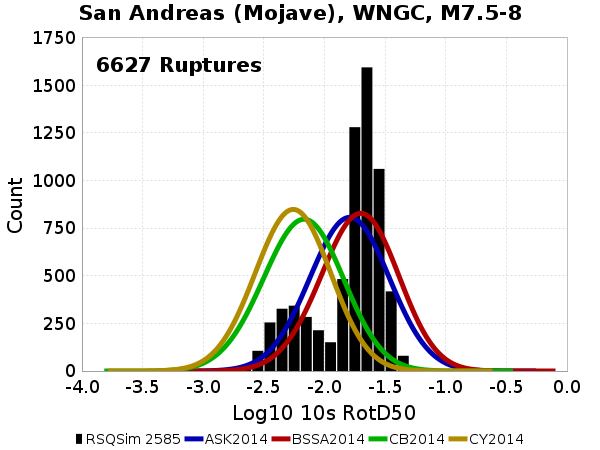 San Andreas (Mojave), WNGC, M7.5-8
6627 Ruptures
Count
1750
1500
1250
1000
750
500
250
0
-4.0 -3.5 -3.0 -2.5 -2.0 -1.5 -1.0 -0.5 0.0
Log10 10s RotD50
RSQSim 2585 ASK2014 BSSA2014 CB2014 CY2014